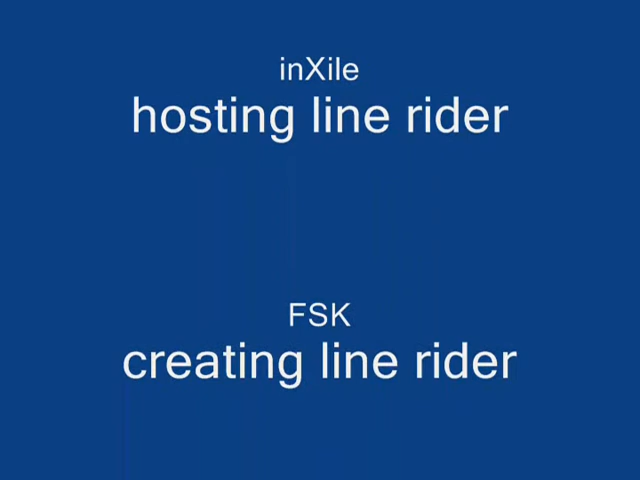 inXile
hosting line rider
FSK
creating line rider